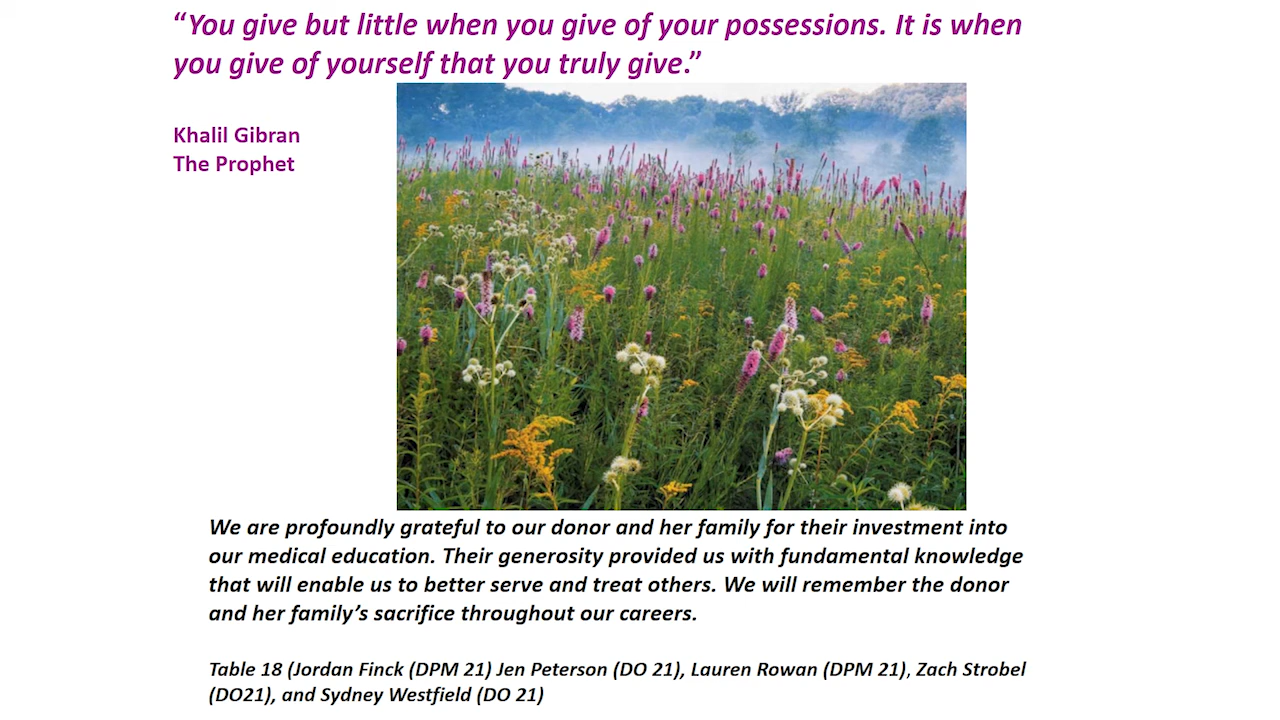 “You give but little when you give of your possessions. It is when
you give of yourself that you truly give.”
Khalil Gibran
The Prophet
We are profoundly grateful to our donor and her family for their investment into
our medical education. Their generosity provided us with fundamental knowledge
that will enable us to better serve and treat others. We will remember the donor
and her family’s sacrifice throughout our careers.
Table 18 (Jordan Finck (DPM 21) Jen Peterson (DO 21), Lauren Rowan (DPM 21), Zach Strobel
(DO21), and Sydney Westfield (DO 21)